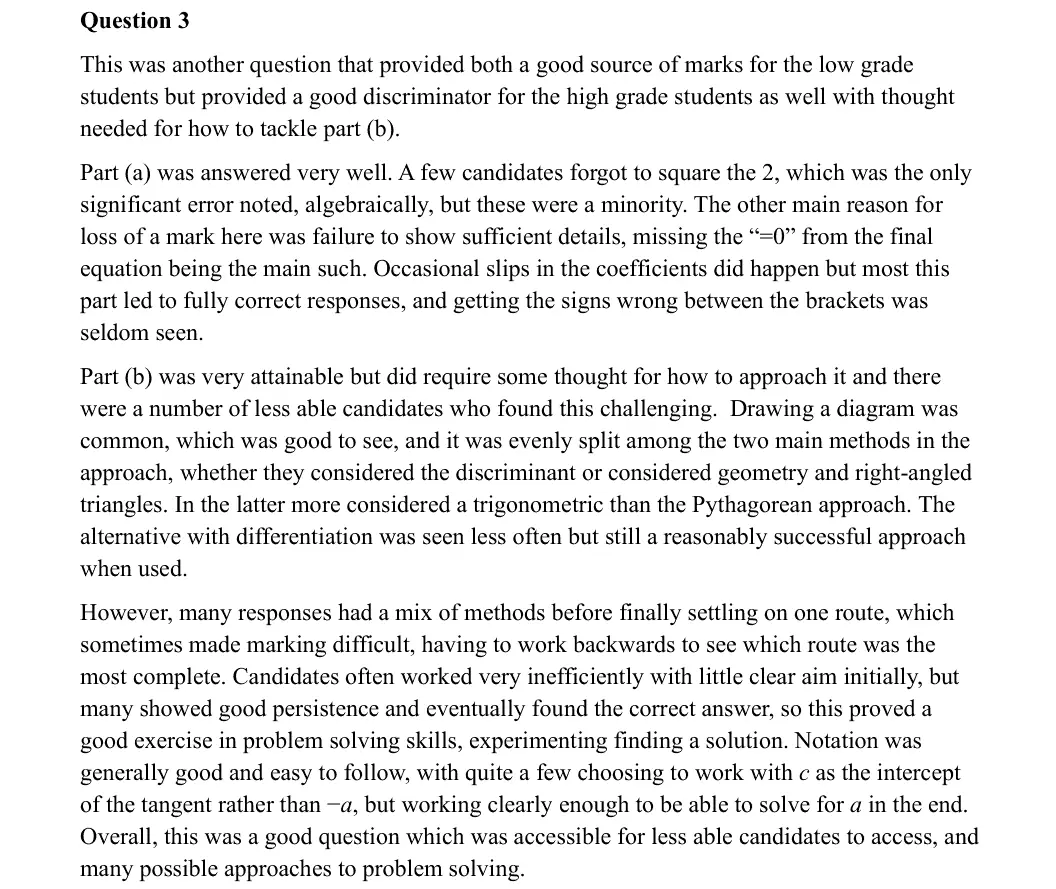 Question 3
This was another question that provided both a good source of marks for the low grade
students but provided a good discriminator for the high grade students as well with thought
needed for how to tackle part (b).
Part (a) was answered very well. A few candidates forgot to square the 2, which was the only
significant error noted, algebraically, but these were a minority. The other main reason for
loss of a mark here was failure to show sufficient details, missing the “=0” from the final
equation being the main such. Occasional slips in the coefficients did happen but most this
part led to fully correct responses, and getting the signs wrong between the brackets was
seldom seen.
Part (b) was very attainable but did require some thought for how to approach it and there
were a number of less able candidates who found this challenging.  Drawing a diagram was
common, which was good to see, and it was evenly split among the two main methods in the
approach, whether they considered the discriminant or considered geometry and right-angled
triangles. In the latter more considered a trigonometric than the Pythagorean approach. The
alternative with differentiation was seen less often but still a reasonably successful approach
when used.
However, many responses had a mix of methods before finally settling on one route, which
sometimes made marking difficult, having to work backwards to see which route was the
most complete. Candidates often worked very inefficiently with little clear aim initially, but
many showed good persistence and eventually found the correct answer, so this proved a
good exercise in problem solving skills, experimenting finding a solution. Notation was
generally good and easy to follow, with quite a few choosing to work with c as the intercept
of the tangent rather than −a, but working clearly enough to be able to solve for a in the end.
Overall, this was a good question which was accessible for less able candidates to access, and
many possible approaches to problem solving.